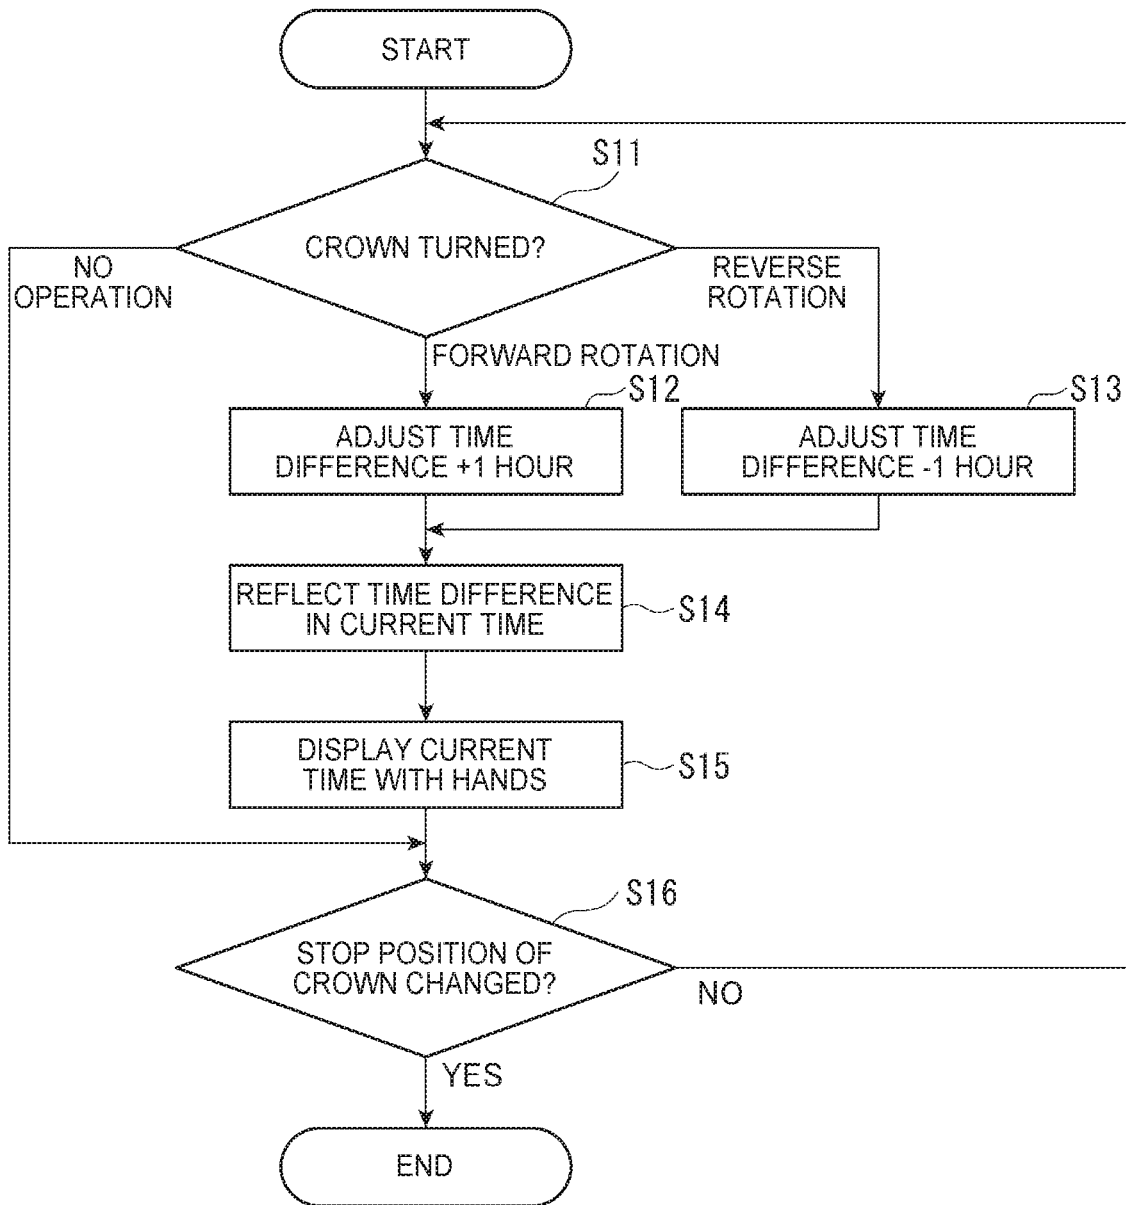 START
S11
CROWN TURNED?
NO
OPERATION
REVERSE
ROTATION
FORWARD ROTATION
S12
ADJUST TIME
DIFFERENCE +1 HOUR
S13
ADJUST TIME
DIFFERENCE -1 HOUR
REFLECT TIME DIFFERENCE
IN CURRENT TIME
S14
DISPLAY CURRENT
TIME WITH HANDS
S15
S16
STOP POSITION OF
CROWN CHANGED?
NO
YES
END